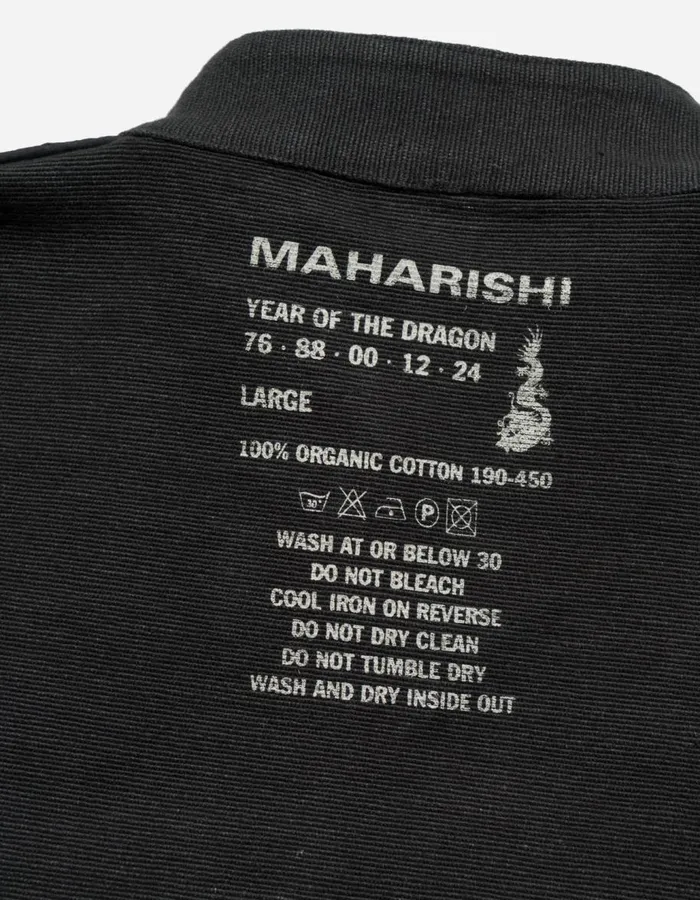 MAHARISHI
YEAR OF THE DRAGON
76 · 88 · 00 · 12 · 24
LARGE
100% ORGANIC COTTON 190-450
30° P
WASH AT OR BELOW 30
DO NOT BLEACH
COOL IRON ON REVERSE
DO NOT DRY CLEAN
DO NOT TUMBLE DRY
WASH AND DRY INSIDE OUT